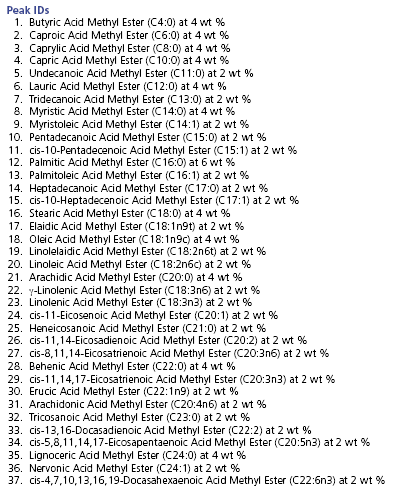 Peak IDs
1. Butyric Acid Methyl Ester (C4:0) at 4 wt %
2. Caproic Acid Methyl Ester (C6:0) at 4 wt %
3. Caprylic Acid Methyl Ester (C8:0) at 4 wt %
4. Capric Acid Methyl Ester (C10:0) at 4 wt %
5. Undecanoic Acid Methyl Ester (C11:0) at 2 wt %
6. Lauric Acid Methyl Ester (C12:0) at 4 wt %
7. Tridecanoic Acid Methyl Ester (C13:0) at 2 wt %
8. Myristic Acid Methyl Ester (C14:0) at 4 wt %
9. Myristoleic Acid Methyl Ester (C14:1) at 2 wt %
10. Pentadecanoic Acid Methyl Ester (C15:0) at 2 wt %
11. cis-10-Pentadecenoic Acid Methyl Ester (C15:1) at 2 wt %
12. Palmitic Acid Methyl Ester (C16:0) at 6 wt %
13. Palmitoleic Acid Methyl Ester (C16:1) at 2 wt %
14. Heptadecanoic Acid Methyl Ester (C17:0) at 2 wt %
15. cis-10-Heptadecenoic Acid Methyl Ester (C17:1) at 2 wt %
16. Stearic Acid Methyl Ester (C18:0) at 4 wt %
17. Elaidic Acid Methyl Ester (C18:1n9t) at 2 wt %
18. Oleic Acid Methyl Ester (C18:1n9c) at 4 wt %
19. Linolelaidic Acid Methyl Ester (C18:2n6t) at 2 wt %
20. Linoleic Acid Methyl Ester (C18:2n6c) at 2 wt %
21. Arachidic Acid Methyl Ester (C20:0) at 4 wt %
22. γ-Linolenic Acid Methyl Ester (C18:3n6) at 2 wt %
23. Linolenic Acid Methyl Ester (C18:3n3) at 2 wt %
24. cis-11-Eicosenoic Acid Methyl Ester (C20:1) at 2 wt %
25. Heneicosanoic Acid Methyl Ester (C21:0) at 2 wt %
26. cis-11,14-Eicosadienoic Acid Methyl Ester (C20:2) at 2 wt %
27. cis-8,11,14-Eicosatrienoic Acid Methyl Ester (C20:3n6) at 2 wt %
28. Behenic Acid Methyl Ester (C22:0) at 4 wt %
29. cis-11,14,17-Eicosatrienoic Acid Methyl Ester (C20:3n3) at 2 wt %
30. Erucic Acid Methyl Ester (C22:1n9) at 2 wt %
31. Arachidonic Acid Methyl Ester (C20:4n6) at 2 wt %
32. Tricosanoic Acid Methyl Ester (C23:0) at 2 wt %
33. cis-13,16-Docasadienoic Acid Methyl Ester (C22:2) at 2 wt %
34. cis-5,8,11,14,17-Eicosapentaenoic Acid Methyl Ester (C20:5n3) at 2 wt %
35. Lignoceric Acid Methyl Ester (C24:0) at 4 wt %
36. Nervonic Acid Methyl Ester (C24:1) at 2 wt %
37. cis-4,7,10,13,16,19-Docasahexaenoic Acid Methyl Ester (C22:6n3) at 2 wt %